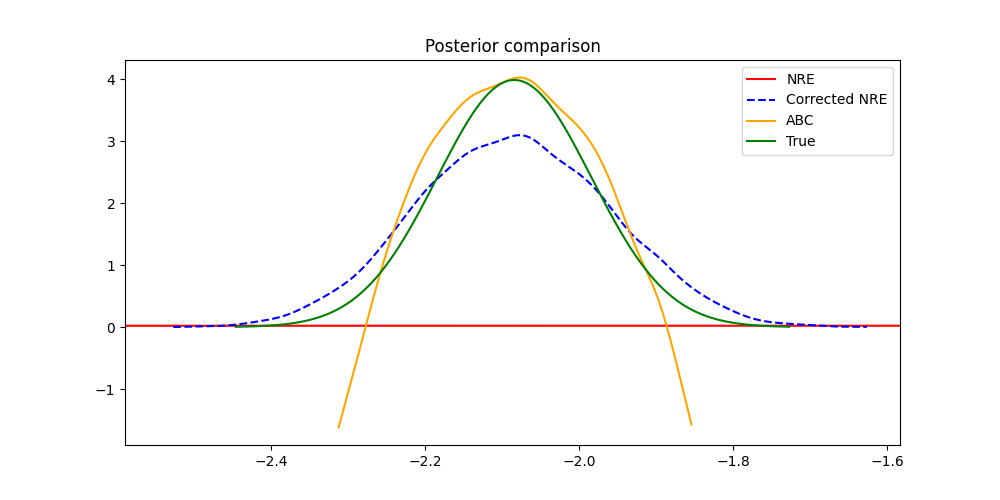 Posterior comparison
NRE
Corrected NRE
ABC
True
4
3
2
1
0
−1
−2.4 −2.2 −2.0 −1.8 −1.6